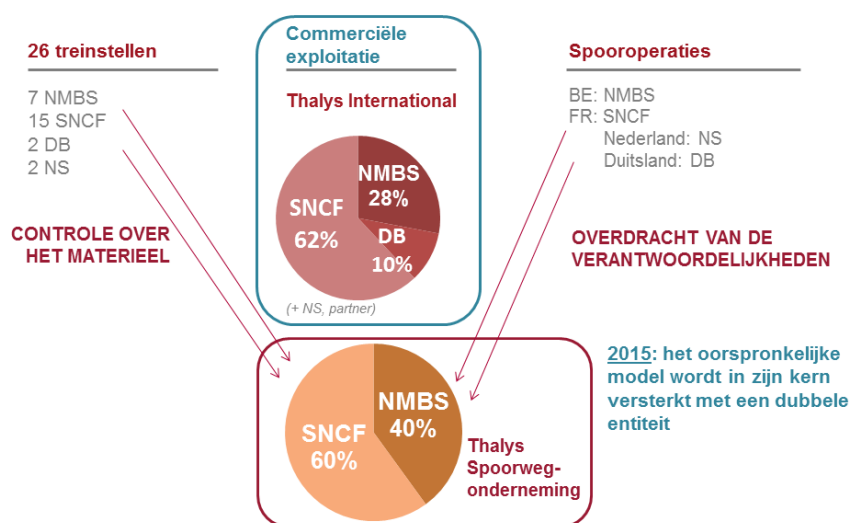 26 treinstellen
7 NMBS
15 SNCF
2 DB
2 NS
CONTROLE OVER
HET MATERIEEL
Commerciële
exploitatie
Thalys International
NMBS
28%
SNCF
62%
DB
10%
(+ NS, partner)
Spooroperaties
BE: NMBS
FR: SNCF
Nederland: NS
Duitsland: DB
OVERDRACHT VAN DE
VERANTWOORDELIJKHEDEN
NMBS
40%
SNCF
60%
Thalys
Spoorweg-
onderneming
2015: het oorspronkelijke
model wordt in zijn kern
versterkt met een dubbele
entiteit